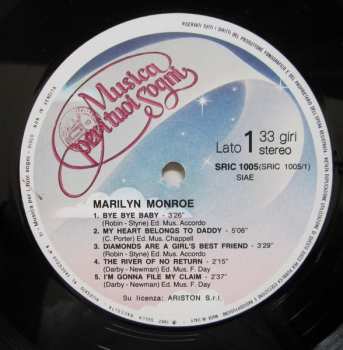 Musica
per i tuoi sogni
Lato 1 33 giri
stereo
SRIC 1005 (SRIC 1005/1)
SIAE
MARILYN MONROE
1. BYE BYE BABY - 3'26"
(Robin - Styne) Ed. Mus. Accordo
2. MY HEART BELONGS TO DADDY - 5'06"
(C. Porter) Ed. Mus. Chappell
3. DIAMONDS ARE A GIRL'S BEST FRIEND - 3'29"
(Robin - Styne) Ed. Mus. Accordo
4. THE RIVER OF NO RETURN - 2'15"
(Darby - Newman) Ed. Mus. F. Day
5. I'M GONNA FILE MY CLAIM - 2'37"
(Darby - Newman) Ed. Mus. F. Day
Su licenza: ARISTON S.r.l.